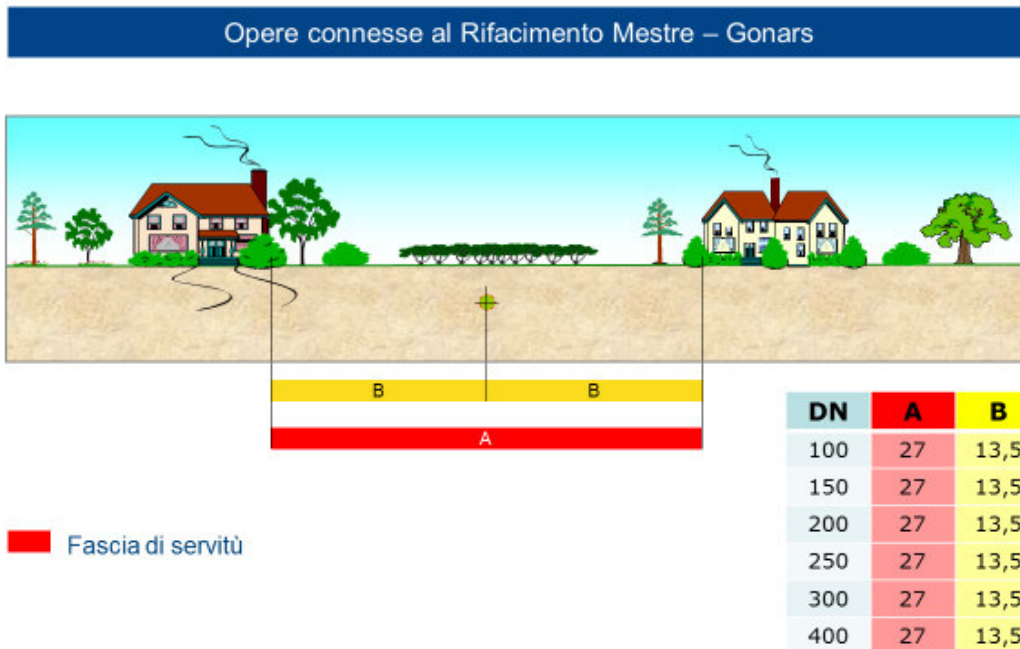 Opere connesse al Rifacimento Mestre – Gonars
B B
A
Fascia di servitù
DN A B
100 27 13,5
150 27 13,5
200 27 13,5
250 27 13,5
300 27 13,5
400 27 13,5